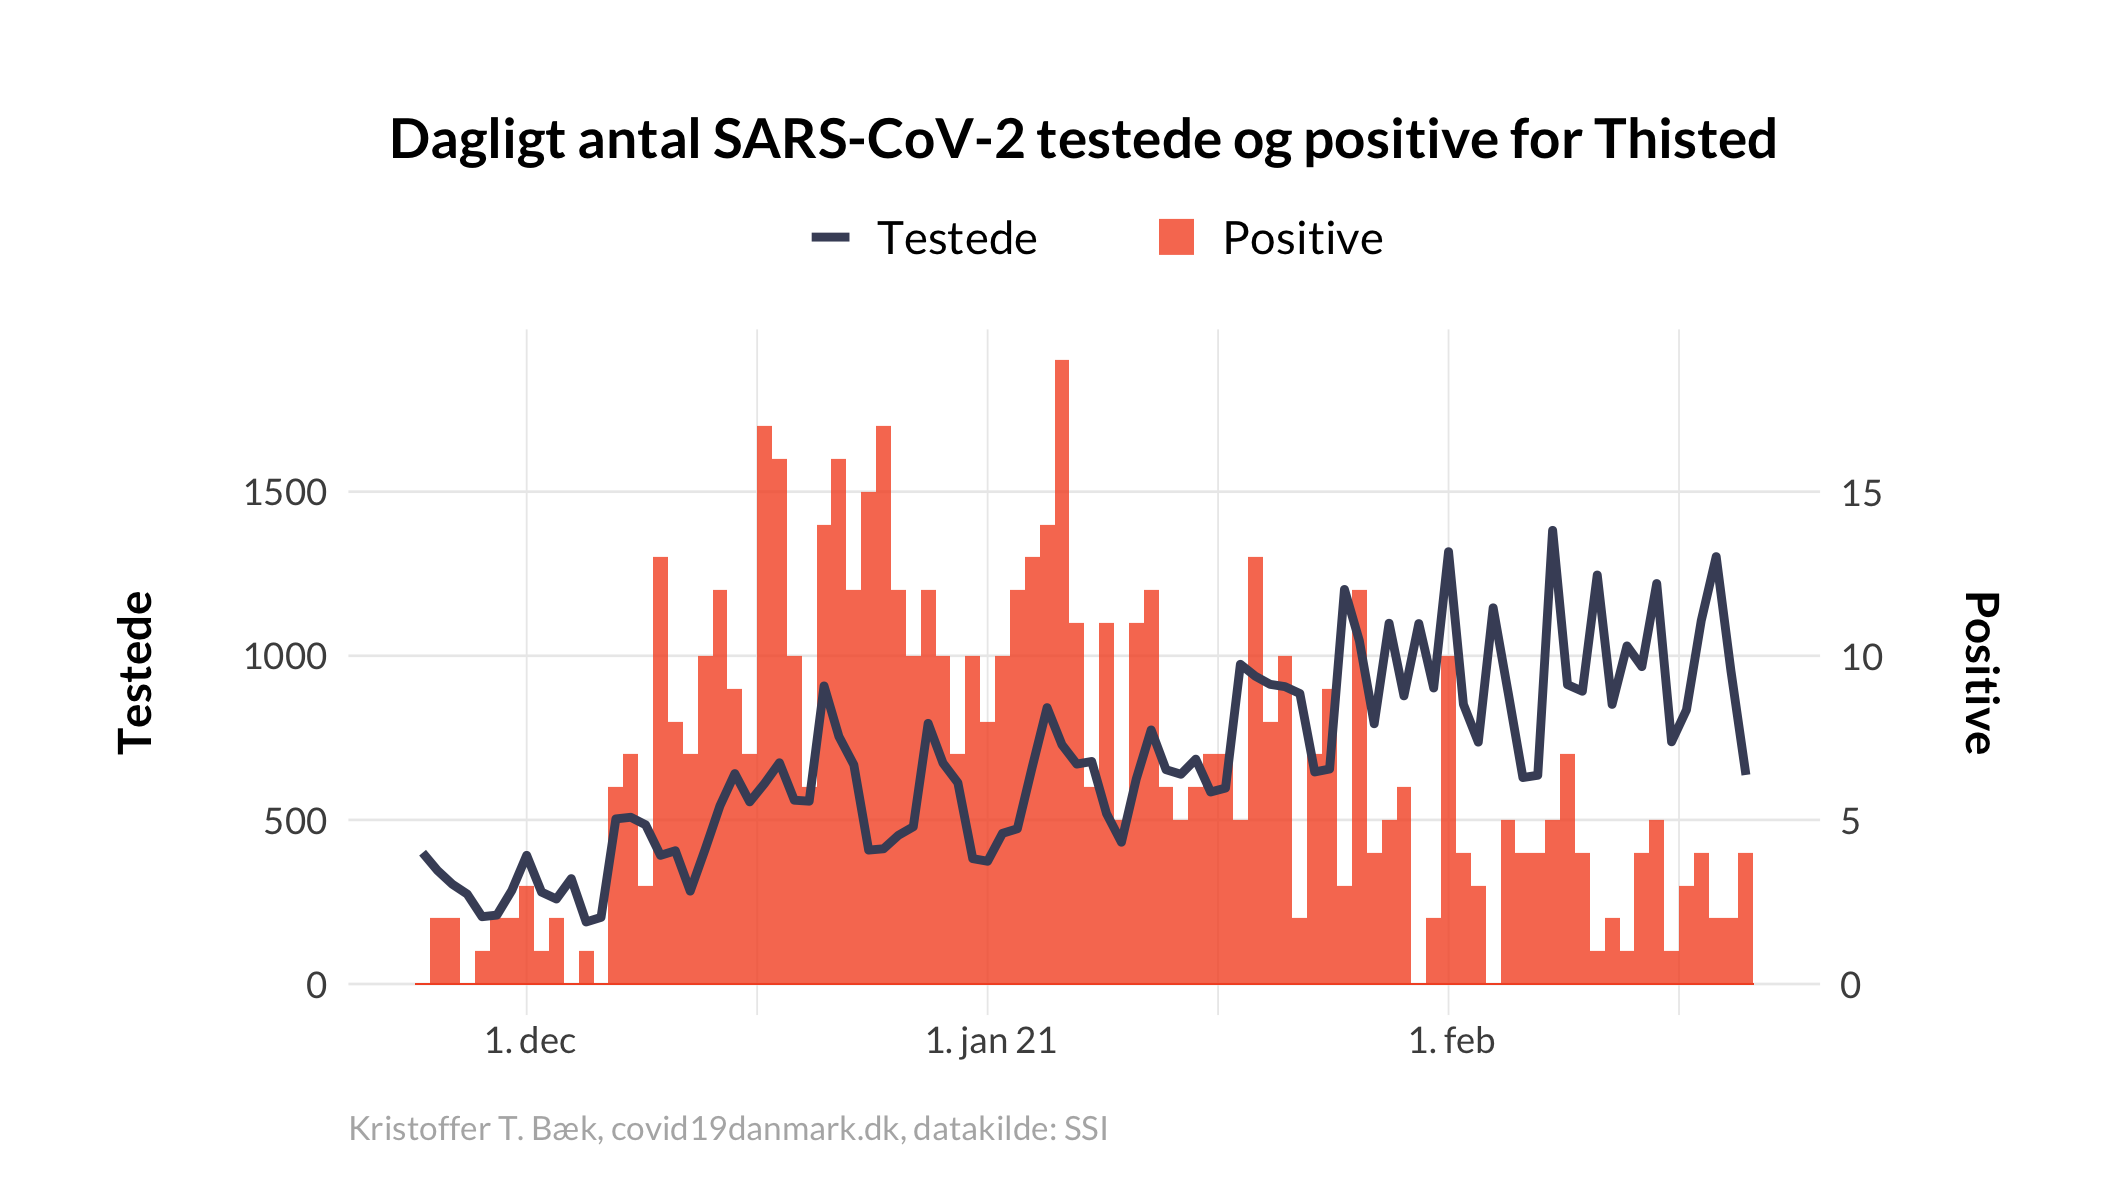 Dagligt antal SARS-CoV-2 testede og positive for Thisted
Testede Positive
Testede
1500
1000
500
0
15
10
5
0
Positive
1. dec 1. jan 21 1. feb
Kristoffer T. Bæk, covid19danmark.dk, datakilde: SSI